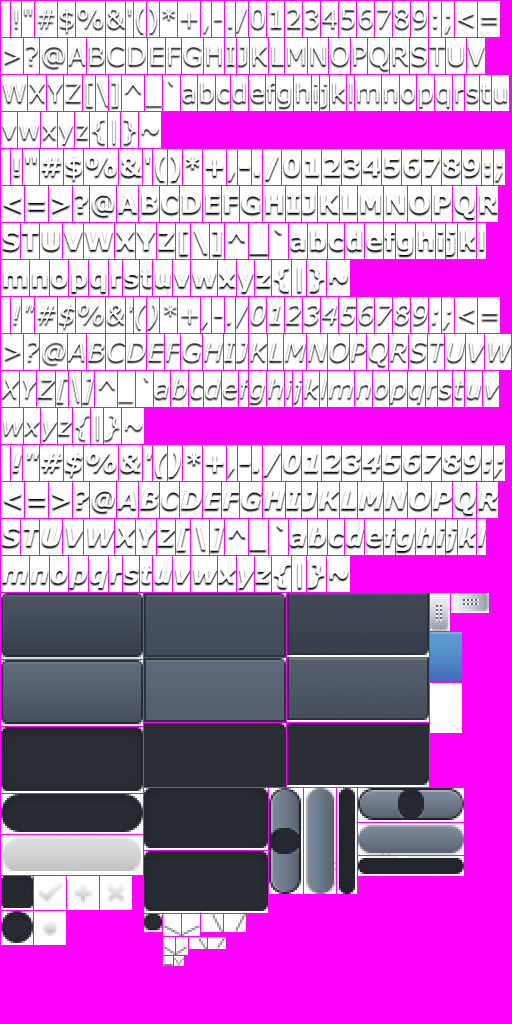 !"#$%&'()*+,-./0123456789:;<=
>?@ABCDEFGHIJKLMNOPQRSTUV
WXYZ[\]^_`abcdefghijklmnopqrstu
vwxyz{|}~
!"#$%&'()*+,-./0123456789:;
<=>?@ABCDEFGHIJKLMNOPQR
STUVWXYZ[\]^_`abcdefghijkl
mnopqrstuvwxyz{|}~
!"#$%&'()*+,-./0123456789:;<=
>?@ABCDEFGHIJKLMNOPQRSTUVW
XYZ[\]^_`abcdefghijklmnopqrstuv
wxyz{|}~
!"#$%&'()*+,-./0123456789:;
<=>?@ABCDEFGHIJKLMNOPQR
STUVWXYZ[\]^_`abcdefghijkl
mnopqrstuvwxyz{|}~